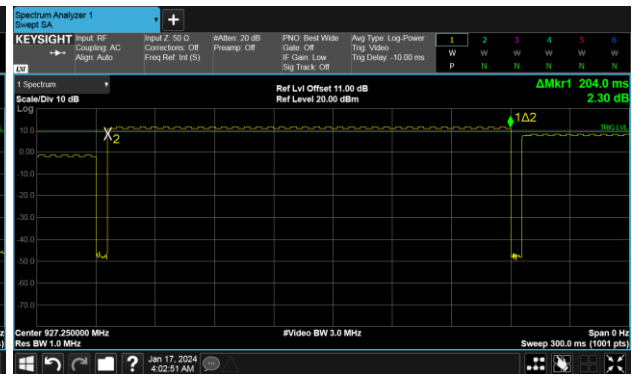 Spectrum Analyzer 1
Swept SA
+
KEYSIGHT Input: RF Input Z: 50 Ω #Atten: 20 dB PNO: Best Wide Avg Type: Log-Power 1 2 3 4 5 6
Coupling: AC Corrections: Off Preamp: Off Gate: Off Trig: Video W W W W W W
Align: Auto Freq Ref: Int (S) IF Gain: Low Trig Delay: -10.00 ms P N N N N N
LXI Sig Track: Off
1 Spectrum Ref Lvl Offset 11.00 dB ΔMkr1 204.0 ms
Scale/Div 10 dB Ref Level 20.00 dBm 2.30 dB
Log
1Δ2
10.0 X2 TRIG LVL
0.00
-10.0
-20.0
-30.0
-40.0
-50.0
-60.0
-70.0
Center 927.250000 MHz #Video BW 3.0 MHz Span 0 Hz
Res BW 1.0 MHz Sweep 300.0 ms (1001 pts)
? Jan 17, 2024
4:02:51 AM